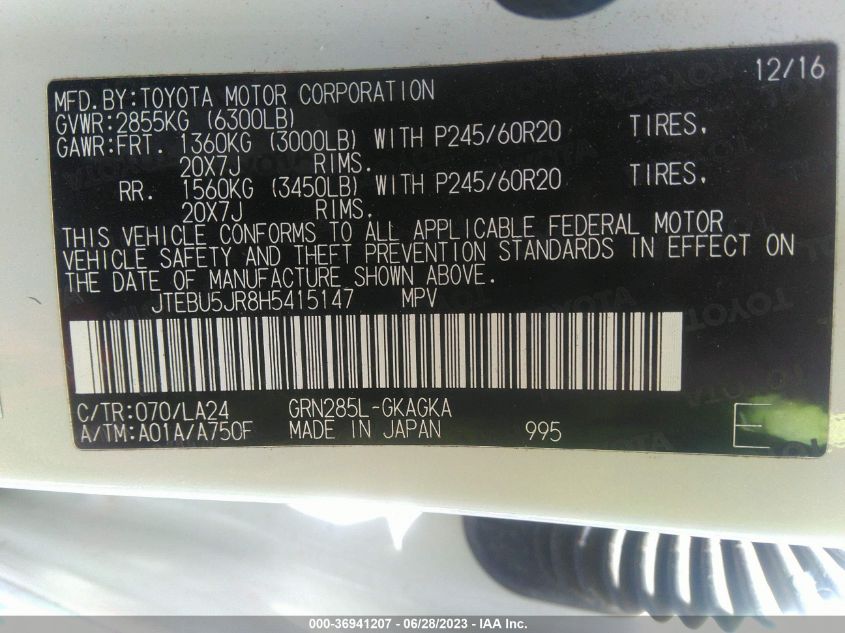 12/16
MFD.BY:TOYOTA MOTOR CORPORATION
GVWR:2855KG (6300LB)
GAWR:FRT. 1360KG (3000LB) WITH P245/60R20 TIRES.
20X7J RIMS.
RR. 1560KG (3450LB) WITH P245/60R20 TIRES.
20X7J RIMS.
THIS VEHICLE CONFORMS TO ALL APPLICABLE FEDERAL MOTOR
VEHICLE SAFETY AND THEFT PREVENTION STANDARDS IN EFFECT ON
THE DATE OF MANUFACTURE SHOWN ABOVE.
JTEBU5JR8H5415147 MPV
C/TR:070/LA24 GRN285L-GKAGKA
A/TM:A01A/A750F MADE IN JAPAN 995 E
000-36941207 - 06/28/2023 - IAA Inc.